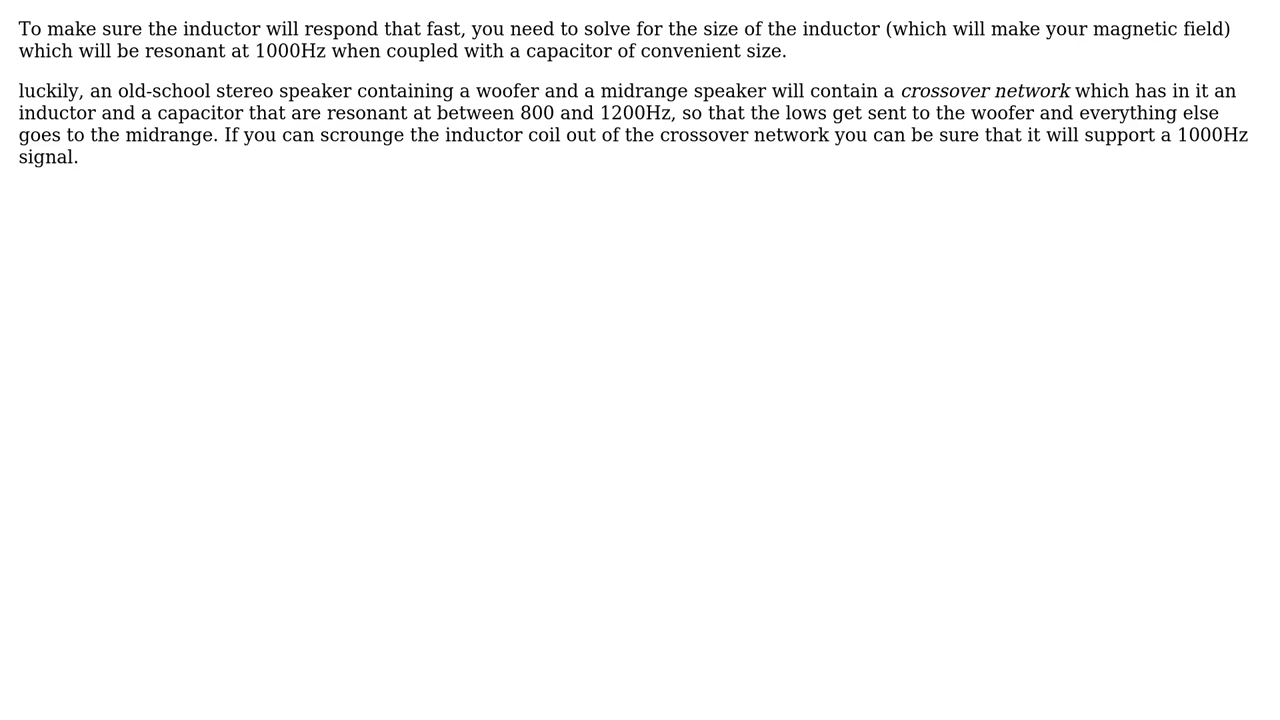 To make sure the inductor will respond that fast, you need to solve for the size of the inductor (which will make your magnetic field)
which will be resonant at 1000Hz when coupled with a capacitor of convenient size.
luckily, an old-school stereo speaker containing a woofer and a midrange speaker will contain a crossover network which has in it an
inductor and a capacitor that are resonant at between 800 and 1200Hz, so that the lows get sent to the woofer and everything else
goes to the midrange. If you can scrounge the inductor coil out of the crossover network you can be sure that it will support a 1000Hz
signal.